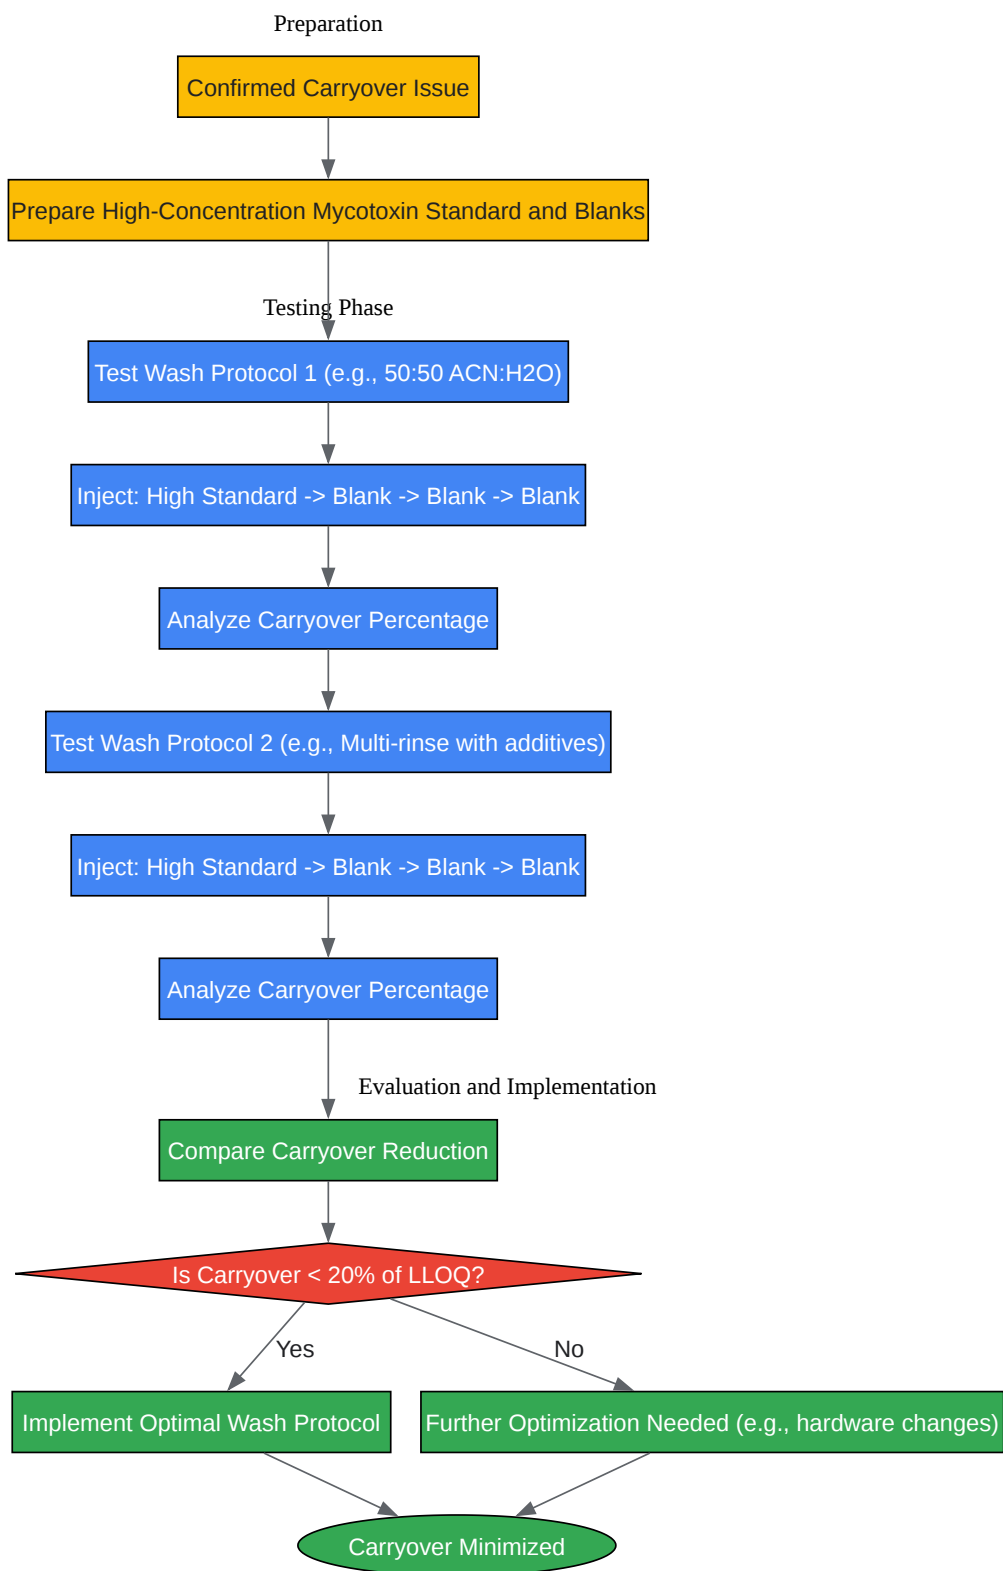 Preparation
Confirmed Carryover Issue
Prepare High-Concentration Mycotoxin Standard and Blanks
Testing Phase
Test Wash Protocol 1 (e.g., 50:50 ACN:H2O)
Inject: High Standard -> Blank -> Blank -> Blank
Analyze Carryover Percentage
Test Wash Protocol 2 (e.g., Multi-rinse with additives)
Inject: High Standard -> Blank -> Blank -> Blank
Analyze Carryover Percentage
Evaluation and Implementation
Compare Carryover Reduction
Is Carryover < 20% of LLOQ?
Yes
No
Implement Optimal Wash Protocol
Further Optimization Needed (e.g., hardware changes)
Carryover Minimized